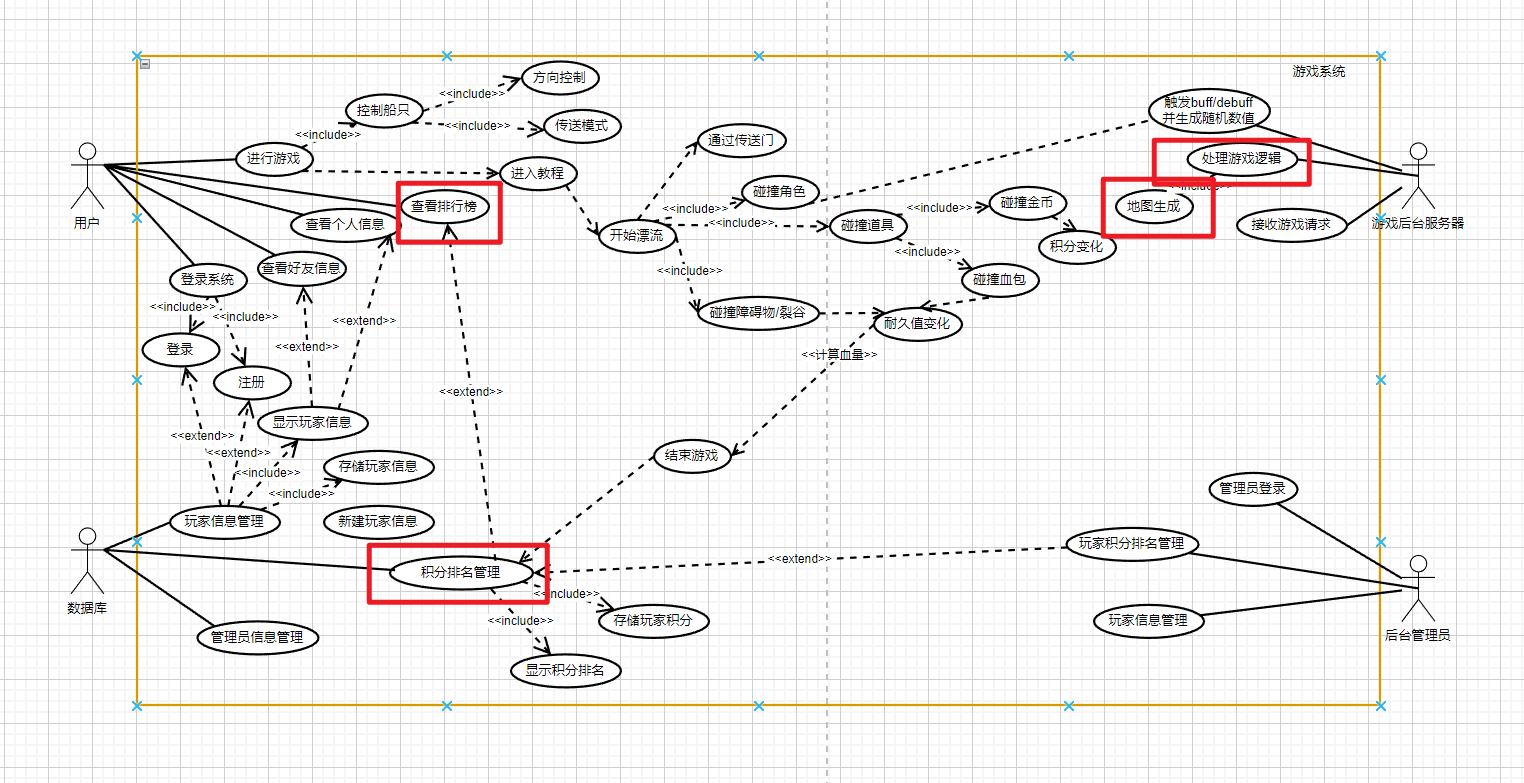 游戏系统
方向控制
<<include>>
控制船只
触发buff/debuff
并生成随机数值
<<include>>
传送模式
<<include>>
通过传送门
进行游戏
处理游戏逻辑
进入教程
<<include>>
碰撞角色
查看排行榜
碰撞金币
地图生成
<<include>>
<<include>>
用户
查看个人信息
<<include>>
碰撞道具
接收游戏请求
游戏后台服务器
开始漂流
积分变化
<<include>>
查看好友信息
<<include>>
登录系统
碰撞血包
<<include>>
<<include>>
碰撞障碍物/裂谷
<<extend>>
耐久值变化
登录
<<extend>>
<<计算血量>>
注册
<<extend>>
显示玩家信息
<<extend>>
<<extend>>
结束游戏
存储玩家信息
<<include>>
<<include>>
管理员登录
玩家信息管理
新建玩家信息
玩家积分排名管理
<<extend>>
积分排名管理
<<include>>
数据库
存储玩家积分
<<include>>
玩家信息管理
后台管理员
管理员信息管理
显示积分排名